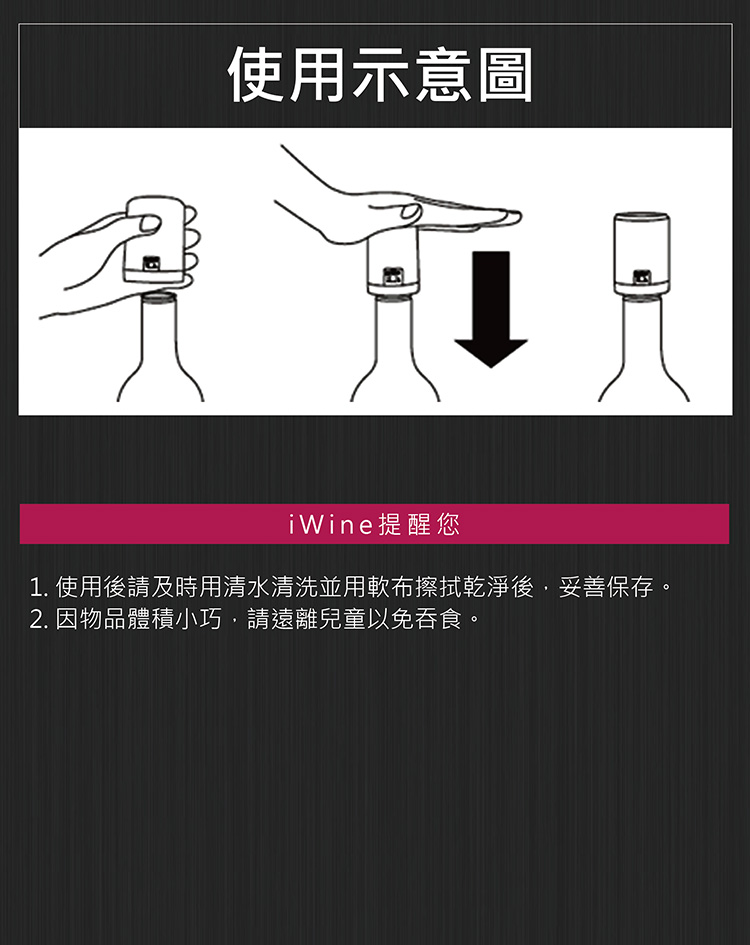 使用示意圖
iWine提醒您
1. 使用後請及時用清水清洗並用軟布擦拭乾淨後，妥善保存。
2. 因物品體積小巧，請遠離兒童以免吞食。